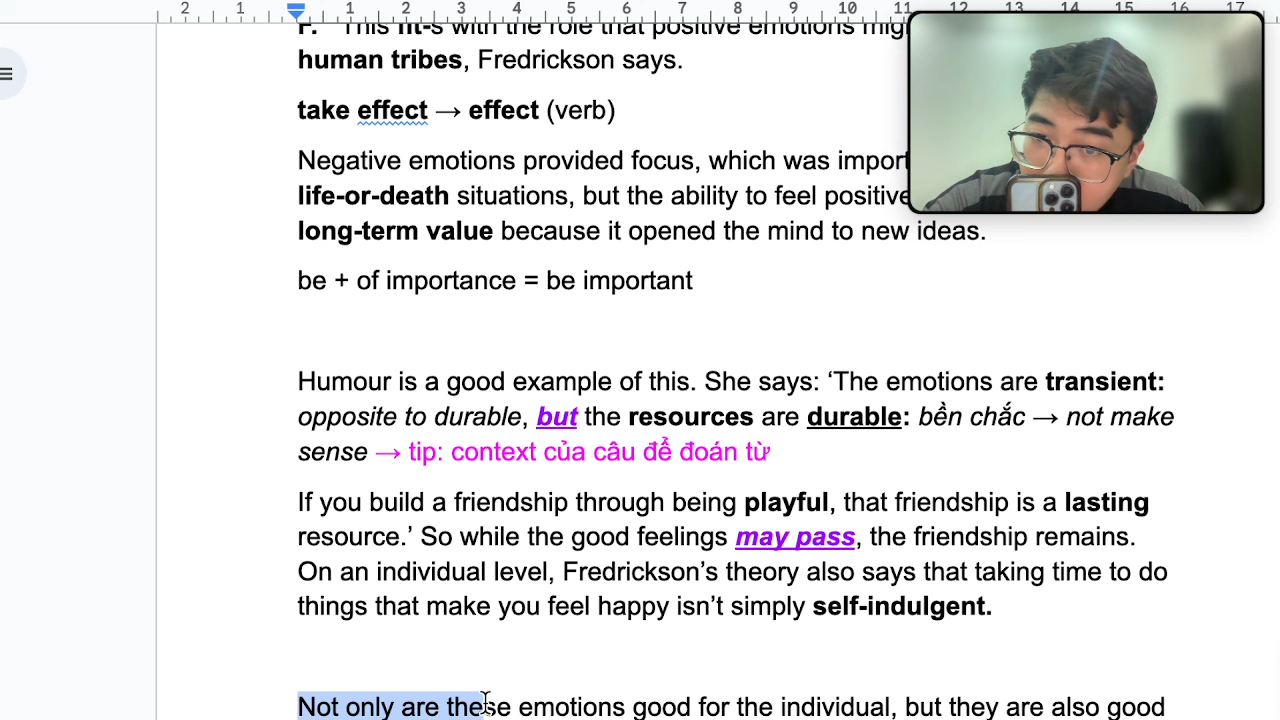 2 1 1 2 3 4 5 6 7 8 9 10 11 12 13 14 15 16 17
F. This fit-s with the role that positive emotions
human tribes, Fredrickson says.
take effect → effect (verb)
Negative emotions provided focus, which was
life-or-death situations, but the ability to feel
long-term value because it opened the mind to new ideas.
be + of importance = be important
Humour is a good example of this. She says: ‘The emotions are transient:
opposite to durable, but the resources are durable: bền chắc → not make
sense → tip: context của câu để đoán từ
If you build a friendship through being playful, that friendship is a lasting
resource.’ So while the good feelings may pass, the friendship remains.
On an individual level, Fredrickson’s theory also says that taking time to do
things that make you feel happy isn’t simply self-indulgent.
Not only are these emotions good for the individual, but they are also good